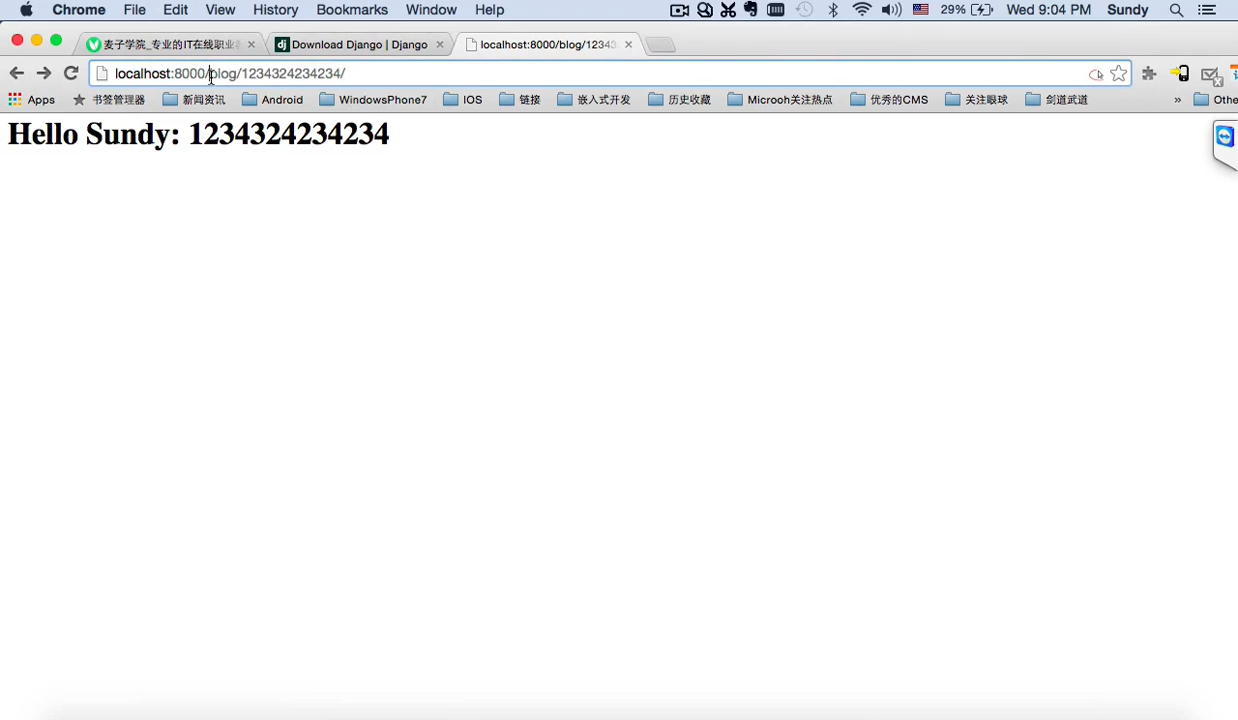 Chrome File Edit View History Bookmarks Window Help 29% Wed 9:04 PM Sundy
麦子学院_专业的IT在线职业 Download Django | Django localhost:8000/blog/12343
localhost:8000/blog/1234324234234/
Apps 书签管理器 新闻资讯 Android WindowsPhone7 IOS 链接 嵌入式开发 历史收藏 Microoh关注热点 优秀的CMS 关注眼球 剑道武道 » Othe
Hello Sundy: 1234324234234